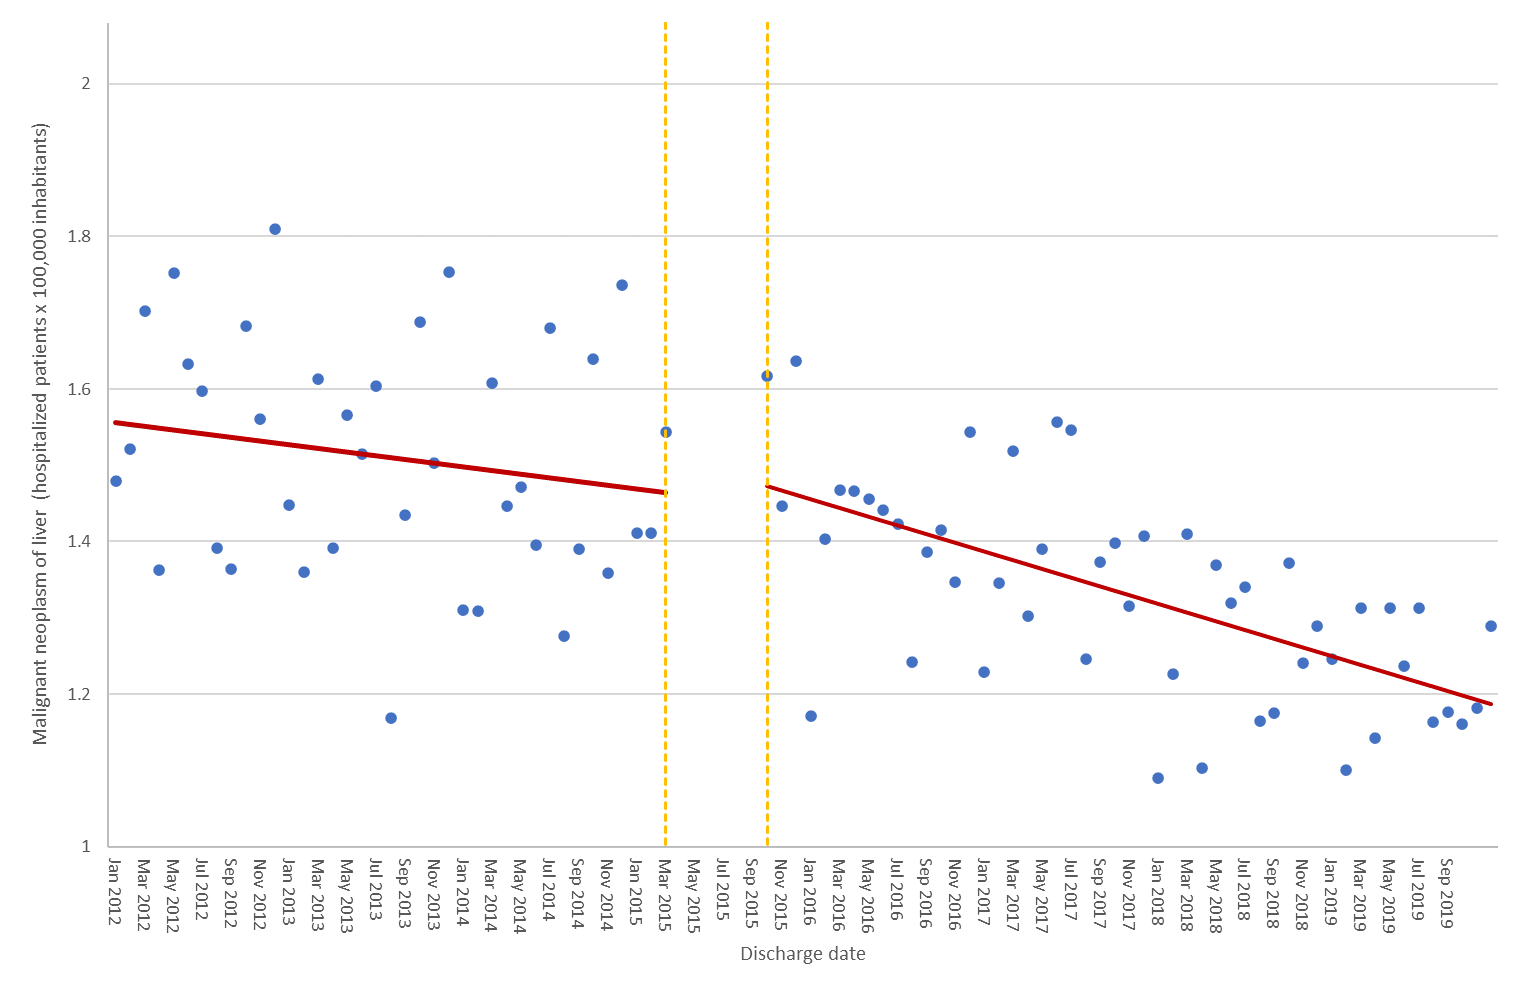 Malignant neoplasm of liver (hospitalized patients x 100,000 inhabitants)
2
1.8
1.6
1.4
1.2
1
Jan 2012
Mar 2012
May 2012
Jul 2012
Sep 2012
Nov 2012
Jan 2013
Mar 2013
May 2013
Jul 2013
Sep 2013
Nov 2013
Jan 2014
Mar 2014
May 2014
Jul 2014
Sep 2014
Nov 2014
Jan 2015
Mar 2015
May 2015
Jul 2015
Sep 2015
Nov 2015
Jan 2016
Mar 2016
May 2016
Jul 2016
Sep 2016
Nov 2016
Jan 2017
Mar 2017
May 2017
Jul 2017
Sep 2017
Nov 2017
Jan 2018
Mar 2018
May 2018
Jul 2018
Sep 2018
Nov 2018
Jan 2019
Mar 2019
May 2019
Jul 2019
Sep 2019
Discharge date